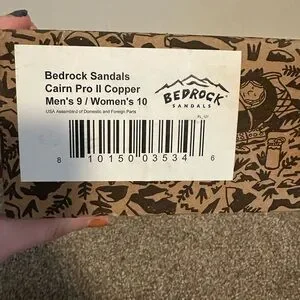 Bedrock Sandals
Cairn Pro II Copper
Men's 9 / Women's 10
USA Assembled of Domestic and Foreign Parts
BEDROCK
SANDALS
8 10150 03534 6